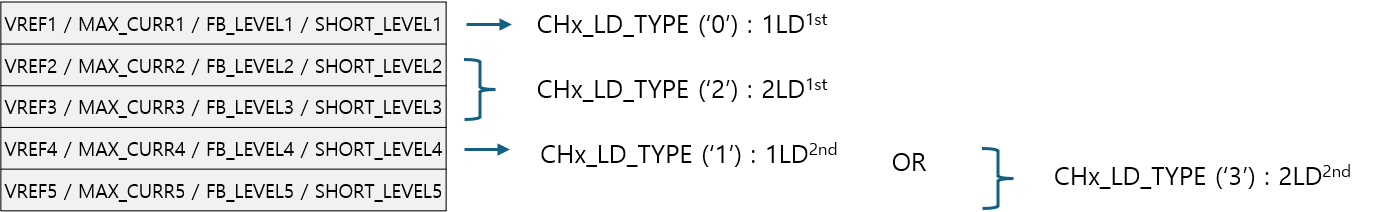 VREF1 / MAX_CURR1 / FB_LEVEL1 / SHORT_LEVEL1
CHx_LD_TYPE (‘0’) : 1LD1st
VREF2 / MAX_CURR2 / FB_LEVEL2 / SHORT_LEVEL2
VREF3 / MAX_CURR3 / FB_LEVEL3 / SHORT_LEVEL3
CHx_LD_TYPE (‘2’) : 2LD1st
VREF4 / MAX_CURR4 / FB_LEVEL4 / SHORT_LEVEL4
CHx_LD_TYPE (‘1’) : 1LD2nd
OR
VREF5 / MAX_CURR5 / FB_LEVEL5 / SHORT_LEVEL5
CHx_LD_TYPE (‘3’) : 2LD2nd